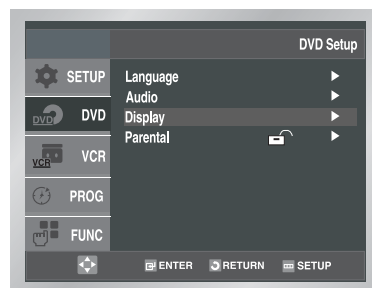 DVD Setup
SETUP
Language
Audio
DVD DVD
Display
Parental
VCR VCR
PROG
FUNC
ENTER RETURN SETUP